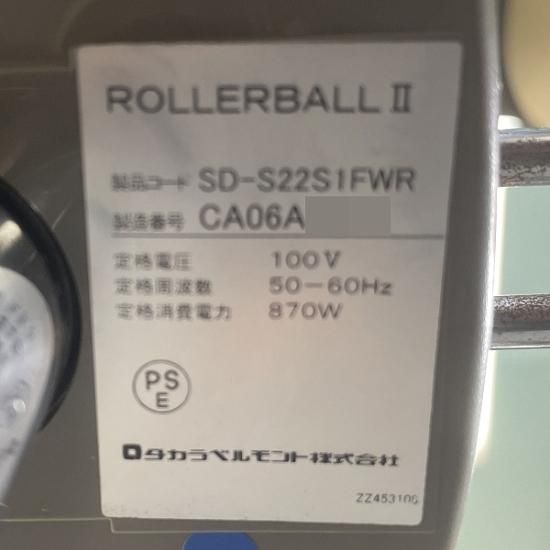 ROLLERBALL II
製品コード SD-S22S1FWR
製造番号 CA06A
定格電圧 100V
定格周波数 50-60Hz
定格消費電力 870W
PS
E
タカラベルモント株式会社